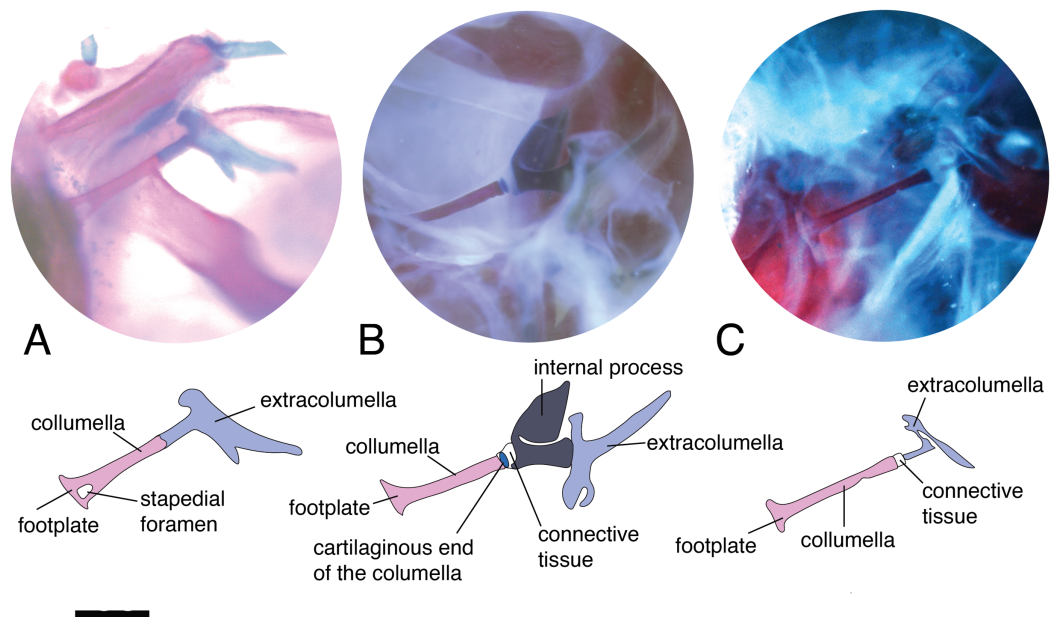 A
B
C
collumella
extracolumella
footplate
stapedial
foramen
internal process
collumella
extracolumella
footplate
cartilaginous end
of the columella
connective
tissue
extracolumella
connective
tissue
footplate
collumella